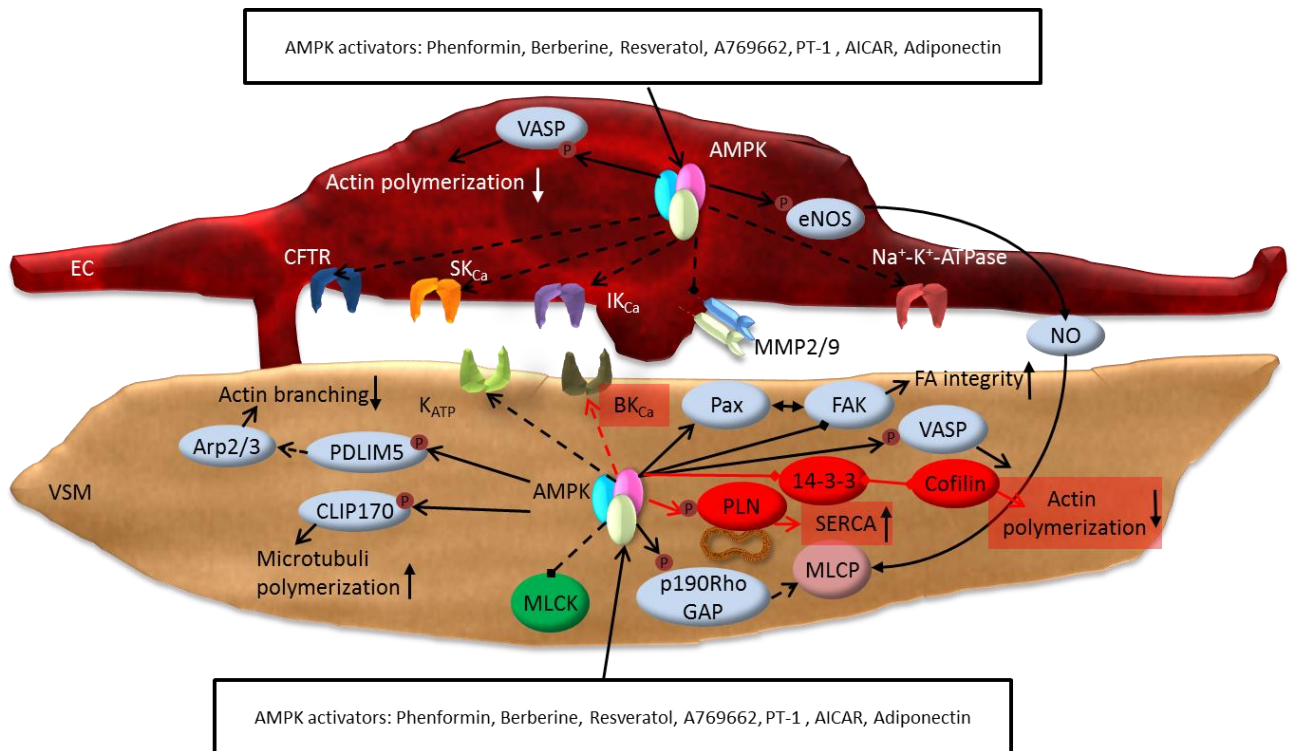 AMPK activators: Phenformin, Berberine, Resveratol, A769662, PT-1 , AICAR, Adiponectin
VASP
P
AMPK
Actin polymerization
P
eNOS
EC
CFTR
SKCa
IKCa
Na+-K+-ATPase
MMP2/9
NO
Actin branching
KATP
BKCa
Pax
FAK
FA integrity
Arp2/3
PDLIM5
P
P
VASP
VSM
AMPK
14-3-3
Cofilin
CLIP170
P
P
PLN
SERCA
Actin
polymerization
Microtubuli
polymerization
P
MLCK
p190Rho
GAP
MLCP
AMPK activators: Phenformin, Berberine, Resveratol, A769662, PT-1 , AICAR, Adiponectin